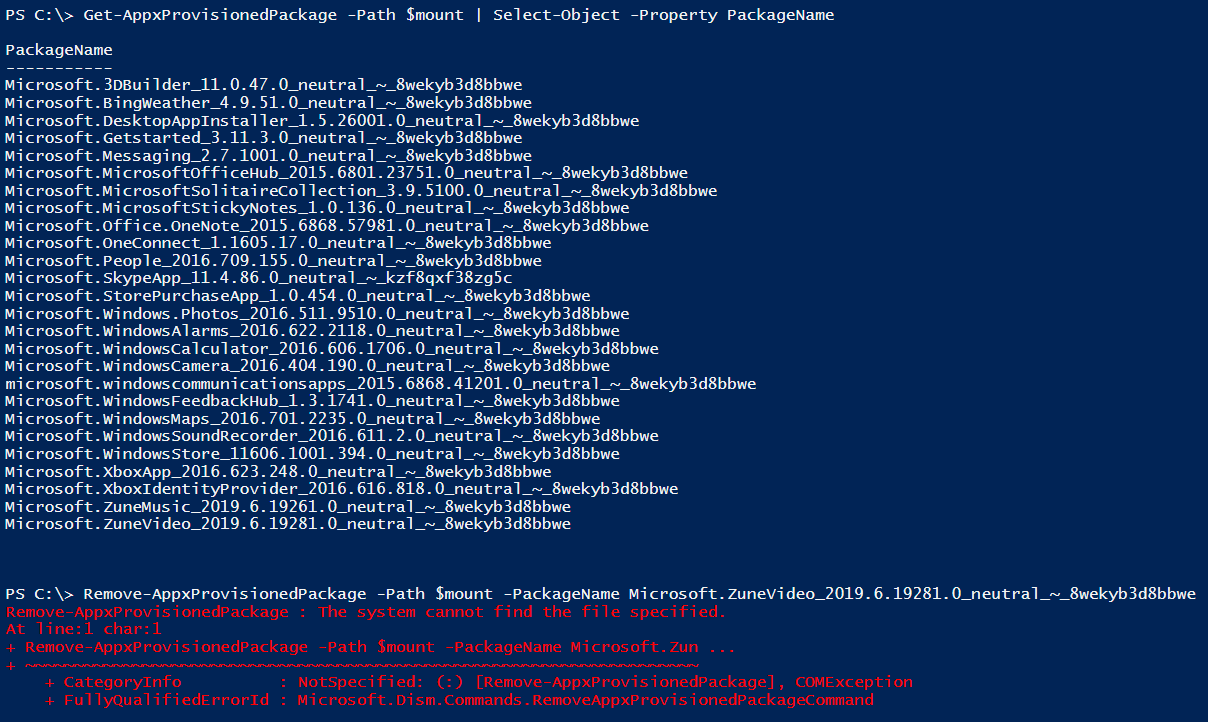 PS C:\> Get-AppxProvisionedPackage -Path $mount | Select-Object -Property PackageName
PackageName
-----------
Microsoft.3DBuilder_11.0.47.0_neutral_~_8wekyb3d8bbwe
Microsoft.BingWeather_4.9.51.0_neutral_~_8wekyb3d8bbwe
Microsoft.DesktopAppInstaller_1.5.26001.0_neutral_~_8wekyb3d8bbwe
Microsoft.Getstarted_3.11.3.0_neutral_~_8wekyb3d8bbwe
Microsoft.Messaging_2.7.1001.0_neutral_~_8wekyb3d8bbwe
Microsoft.MicrosoftOfficeHub_2015.6801.23751.0_neutral_~_8wekyb3d8bbwe
Microsoft.MicrosoftSolitaireCollection_3.9.5100.0_neutral_~_8wekyb3d8bbwe
Microsoft.MicrosoftStickyNotes_1.0.136.0_neutral_~_8wekyb3d8bbwe
Microsoft.Office.OneNote_2015.6868.57981.0_neutral_~_8wekyb3d8bbwe
Microsoft.OneConnect_1.1605.17.0_neutral_~_8wekyb3d8bbwe
Microsoft.People_2016.709.155.0_neutral_~_8wekyb3d8bbwe
Microsoft.SkypeApp_11.4.86.0_neutral_~_kzf8qxf38zg5c
Microsoft.StorePurchaseApp_1.0.454.0_neutral_~_8wekyb3d8bbwe
Microsoft.Windows.Photos_2016.511.9510.0_neutral_~_8wekyb3d8bbwe
Microsoft.WindowsAlarms_2016.622.2118.0_neutral_~_8wekyb3d8bbwe
Microsoft.WindowsCalculator_2016.606.1706.0_neutral_~_8wekyb3d8bbwe
Microsoft.WindowsCamera_2016.404.190.0_neutral_~_8wekyb3d8bbwe
microsoft.windowscommunicationsapps_2015.6868.41201.0_neutral_~_8wekyb3d8bbwe
Microsoft.WindowsFeedbackHub_1.3.1741.0_neutral_~_8wekyb3d8bbwe
Microsoft.WindowsMaps_2016.701.2235.0_neutral_~_8wekyb3d8bbwe
Microsoft.WindowsSoundRecorder_2016.611.2.0_neutral_~_8wekyb3d8bbwe
Microsoft.WindowsStore_11606.1001.394.0_neutral_~_8wekyb3d8bbwe
Microsoft.XboxApp_2016.623.248.0_neutral_~_8wekyb3d8bbwe
Microsoft.XboxIdentityProvider_2016.616.818.0_neutral_~_8wekyb3d8bbwe
Microsoft.ZuneMusic_2019.6.19261.0_neutral_~_8wekyb3d8bbwe
Microsoft.ZuneVideo_2019.6.19281.0_neutral_~_8wekyb3d8bbwe
PS C:\> Remove-AppxProvisionedPackage -Path $mount -PackageName Microsoft.ZuneVideo_2019.6.19281.0_neutral_~_8wekyb3d8bbwe
Remove-AppxProvisionedPackage : The system cannot find the file specified.
At line:1 char:1
+ Remove-AppxProvisionedPackage -Path $mount -PackageName Microsoft.Zun ...
+ ~~~~~~~~~~~~~~~~~~~~~~~~~~~~~~~~~~~~~~~~~~~~~~~~~~~~~~~~~~~~~~~~~~~~~
    + CategoryInfo          : NotSpecified: (:) [Remove-AppxProvisionedPackage], COMException
    + FullyQualifiedErrorId : Microsoft.Dism.Commands.RemoveAppxProvisionedPackageCommand